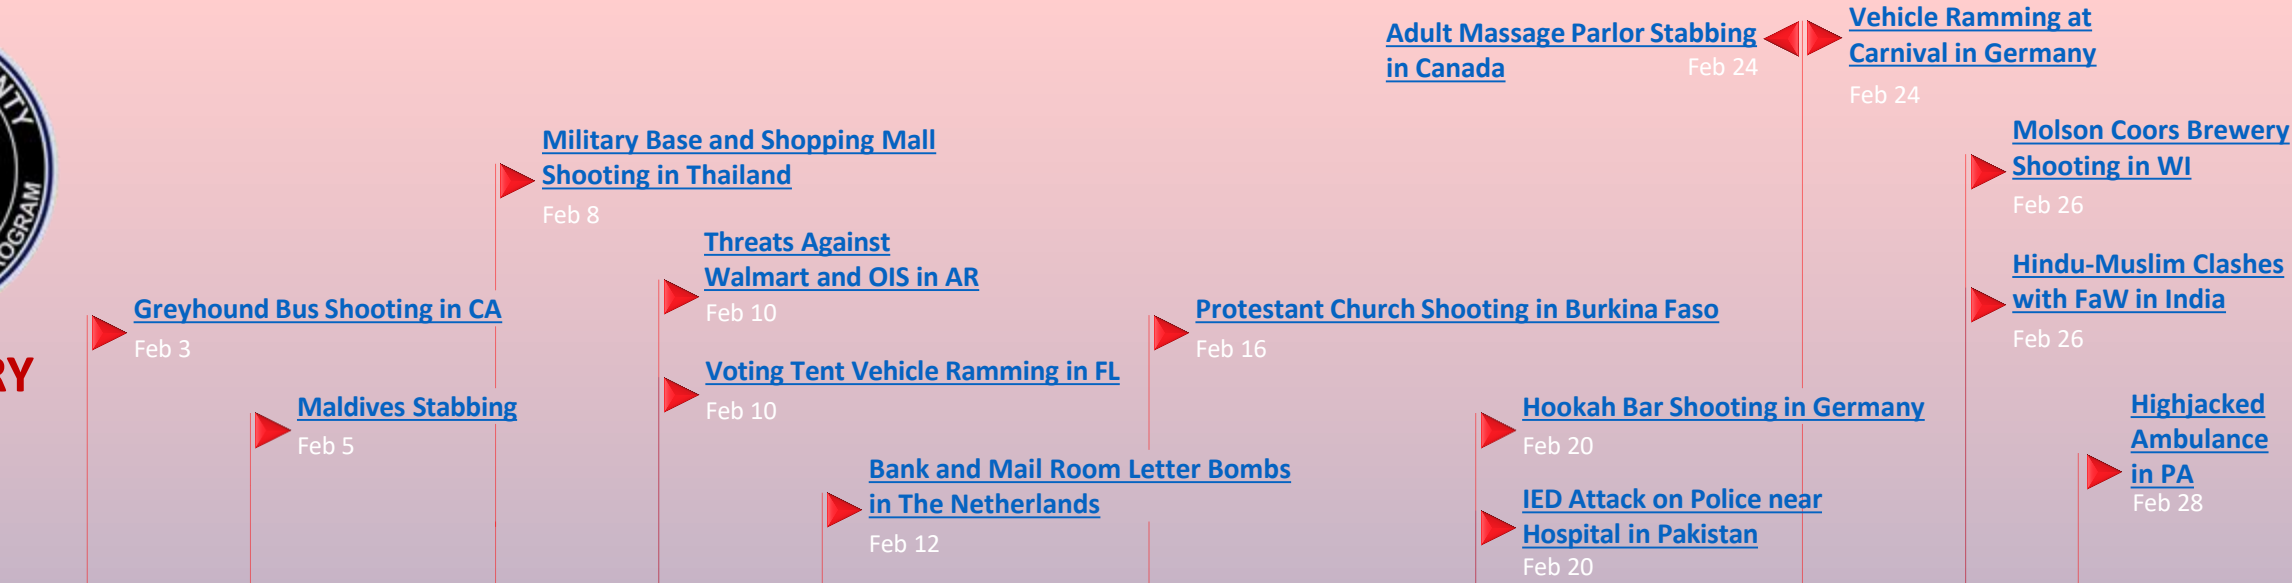 Adult Massage Parlor Stabbing
in Canada
Feb 24
Vehicle Ramming at
Carnival in Germany
Feb 24
Military Base and Shopping Mall
Shooting in Thailand
Feb 8
Molson Coors Brewery
Shooting in WI
Feb 26
Threats Against
Walmart and OIS in AR
Feb 10
Hindu-Muslim Clashes
with FaW in India
Feb 26
Greyhound Bus Shooting in CA
Feb 3
Protestant Church Shooting in Burkina Faso
Feb 16
Voting Tent Vehicle Ramming in FL
Feb 10
Maldives Stabbing
Feb 5
Hookah Bar Shooting in Germany
Feb 20
Highjacked
Ambulance
in PA
Feb 28
Bank and Mail Room Letter Bombs
in The Netherlands
Feb 12
IED Attack on Police near
Hospital in Pakistan
Feb 20